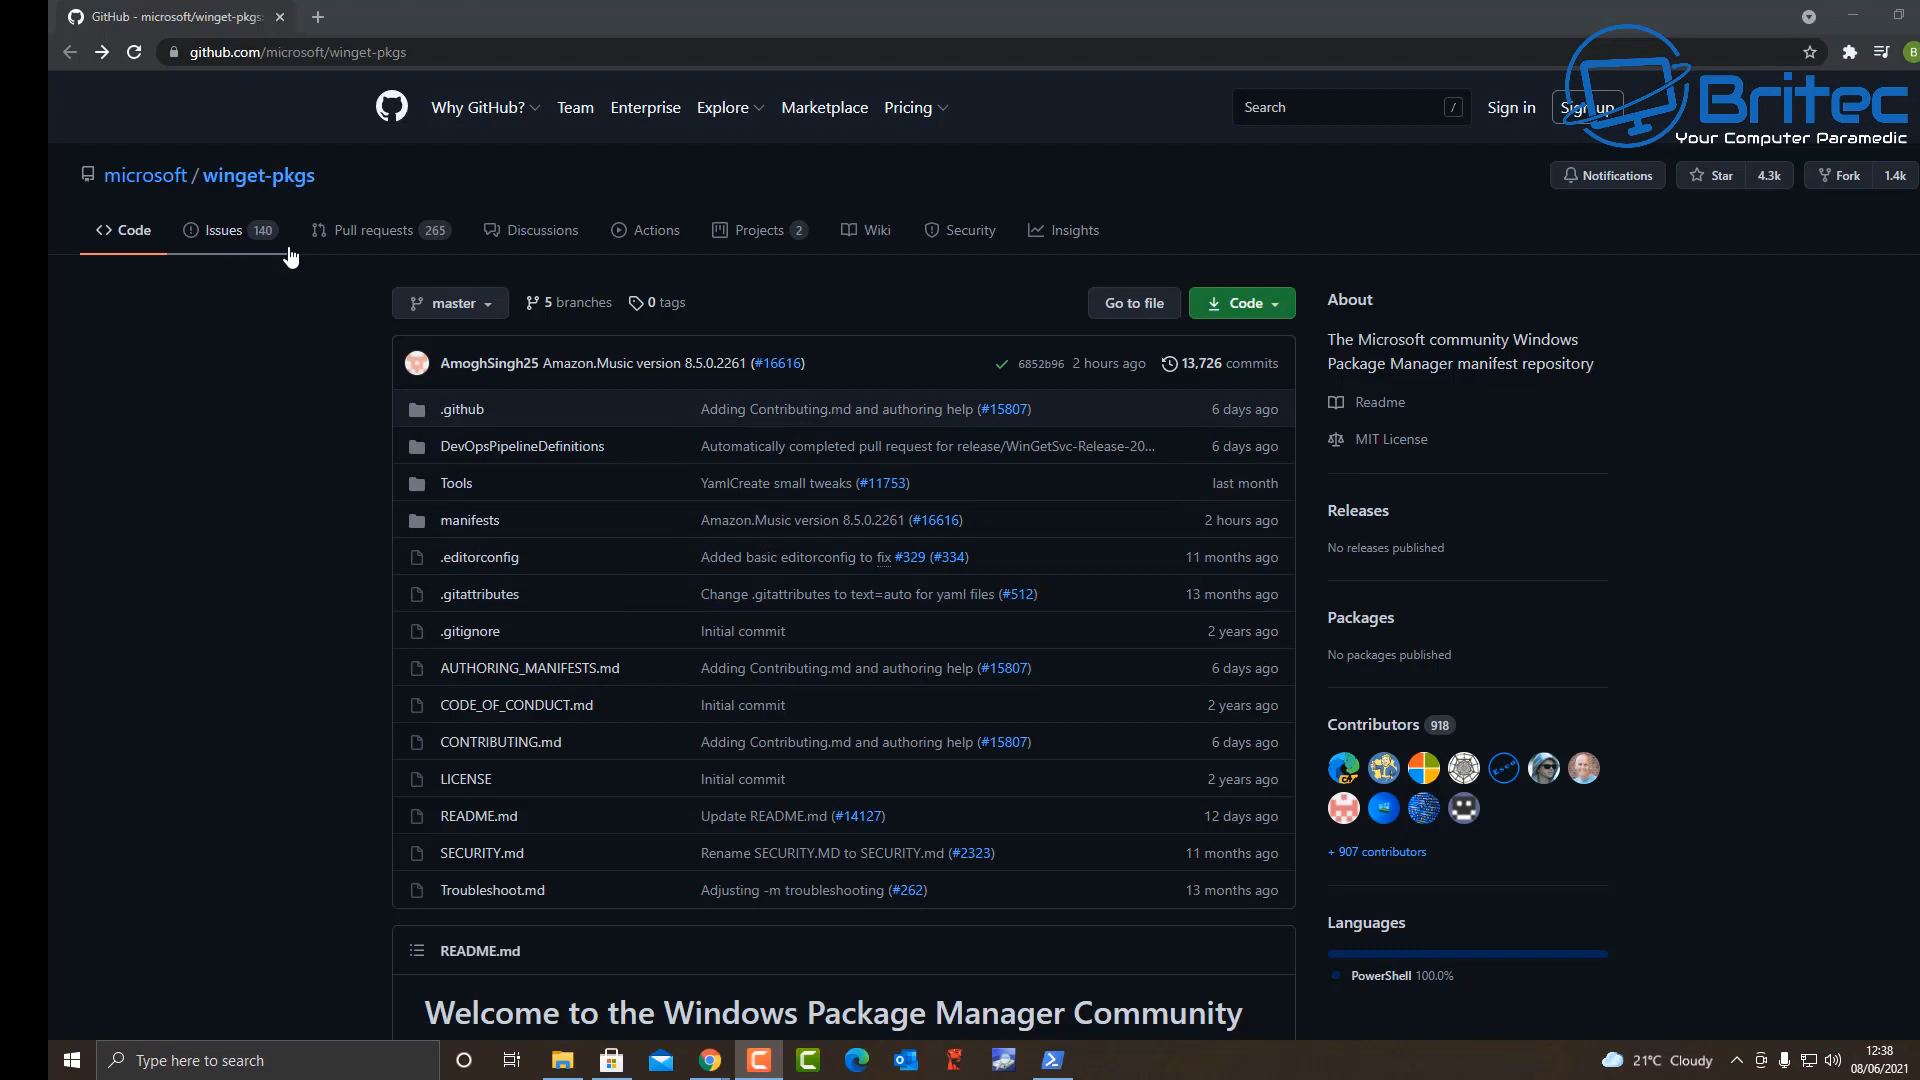 GitHub - microsoft/winget-pkgs:
github.com/microsoft/winget-pkgs
B
Britec
Your Computer Paramedic
Why GitHub? Team Enterprise Explore Marketplace Pricing
Search /
Sign in Sign up
microsoft / winget-pkgs
Notifications Star 4.3k Fork 1.4k
Code Issues 140 Pull requests 265 Discussions Actions Projects 2 Wiki Security Insights
master 5 branches 0 tags Go to file Code
AmoghSingh25 Amazon.Music version 8.5.0.2261 (#16616) 6852b96 2 hours ago 13,726 commits
.github Adding Contributing.md and authoring help (#15807) 6 days ago
DevOpsPipelineDefinitions Automatically completed pull request for release/WinGetSvc-Release-20... 6 days ago
Tools YamlCreate small tweaks (#11753) last month
manifests Amazon.Music version 8.5.0.2261 (#16616) 2 hours ago
.editorconfig Added basic editorconfig to fix #329 (#334) 11 months ago
.gitattributes Change .gitattributes to text=auto for yaml files (#512) 13 months ago
.gitignore Initial commit 2 years ago
AUTHORING_MANIFESTS.md Adding Contributing.md and authoring help (#15807) 6 days ago
CODE_OF_CONDUCT.md Initial commit 2 years ago
CONTRIBUTING.md Adding Contributing.md and authoring help (#15807) 6 days ago
LICENSE Initial commit 2 years ago
README.md Update README.md (#14127) 12 days ago
SECURITY.md Rename SECURITY.MD to SECURITY.md (#2323) 11 months ago
Troubleshoot.md Adjusting -m troubleshooting (#262) 13 months ago
README.md
Welcome to the Windows Package Manager Community
About
The Microsoft community Windows
Package Manager manifest repository
Readme
MIT License
Releases
No releases published
Packages
No packages published
Contributors 918
+ 907 contributors
Languages
PowerShell 100.0%
Type here to search
21°C Cloudy
12:38
08/06/2021